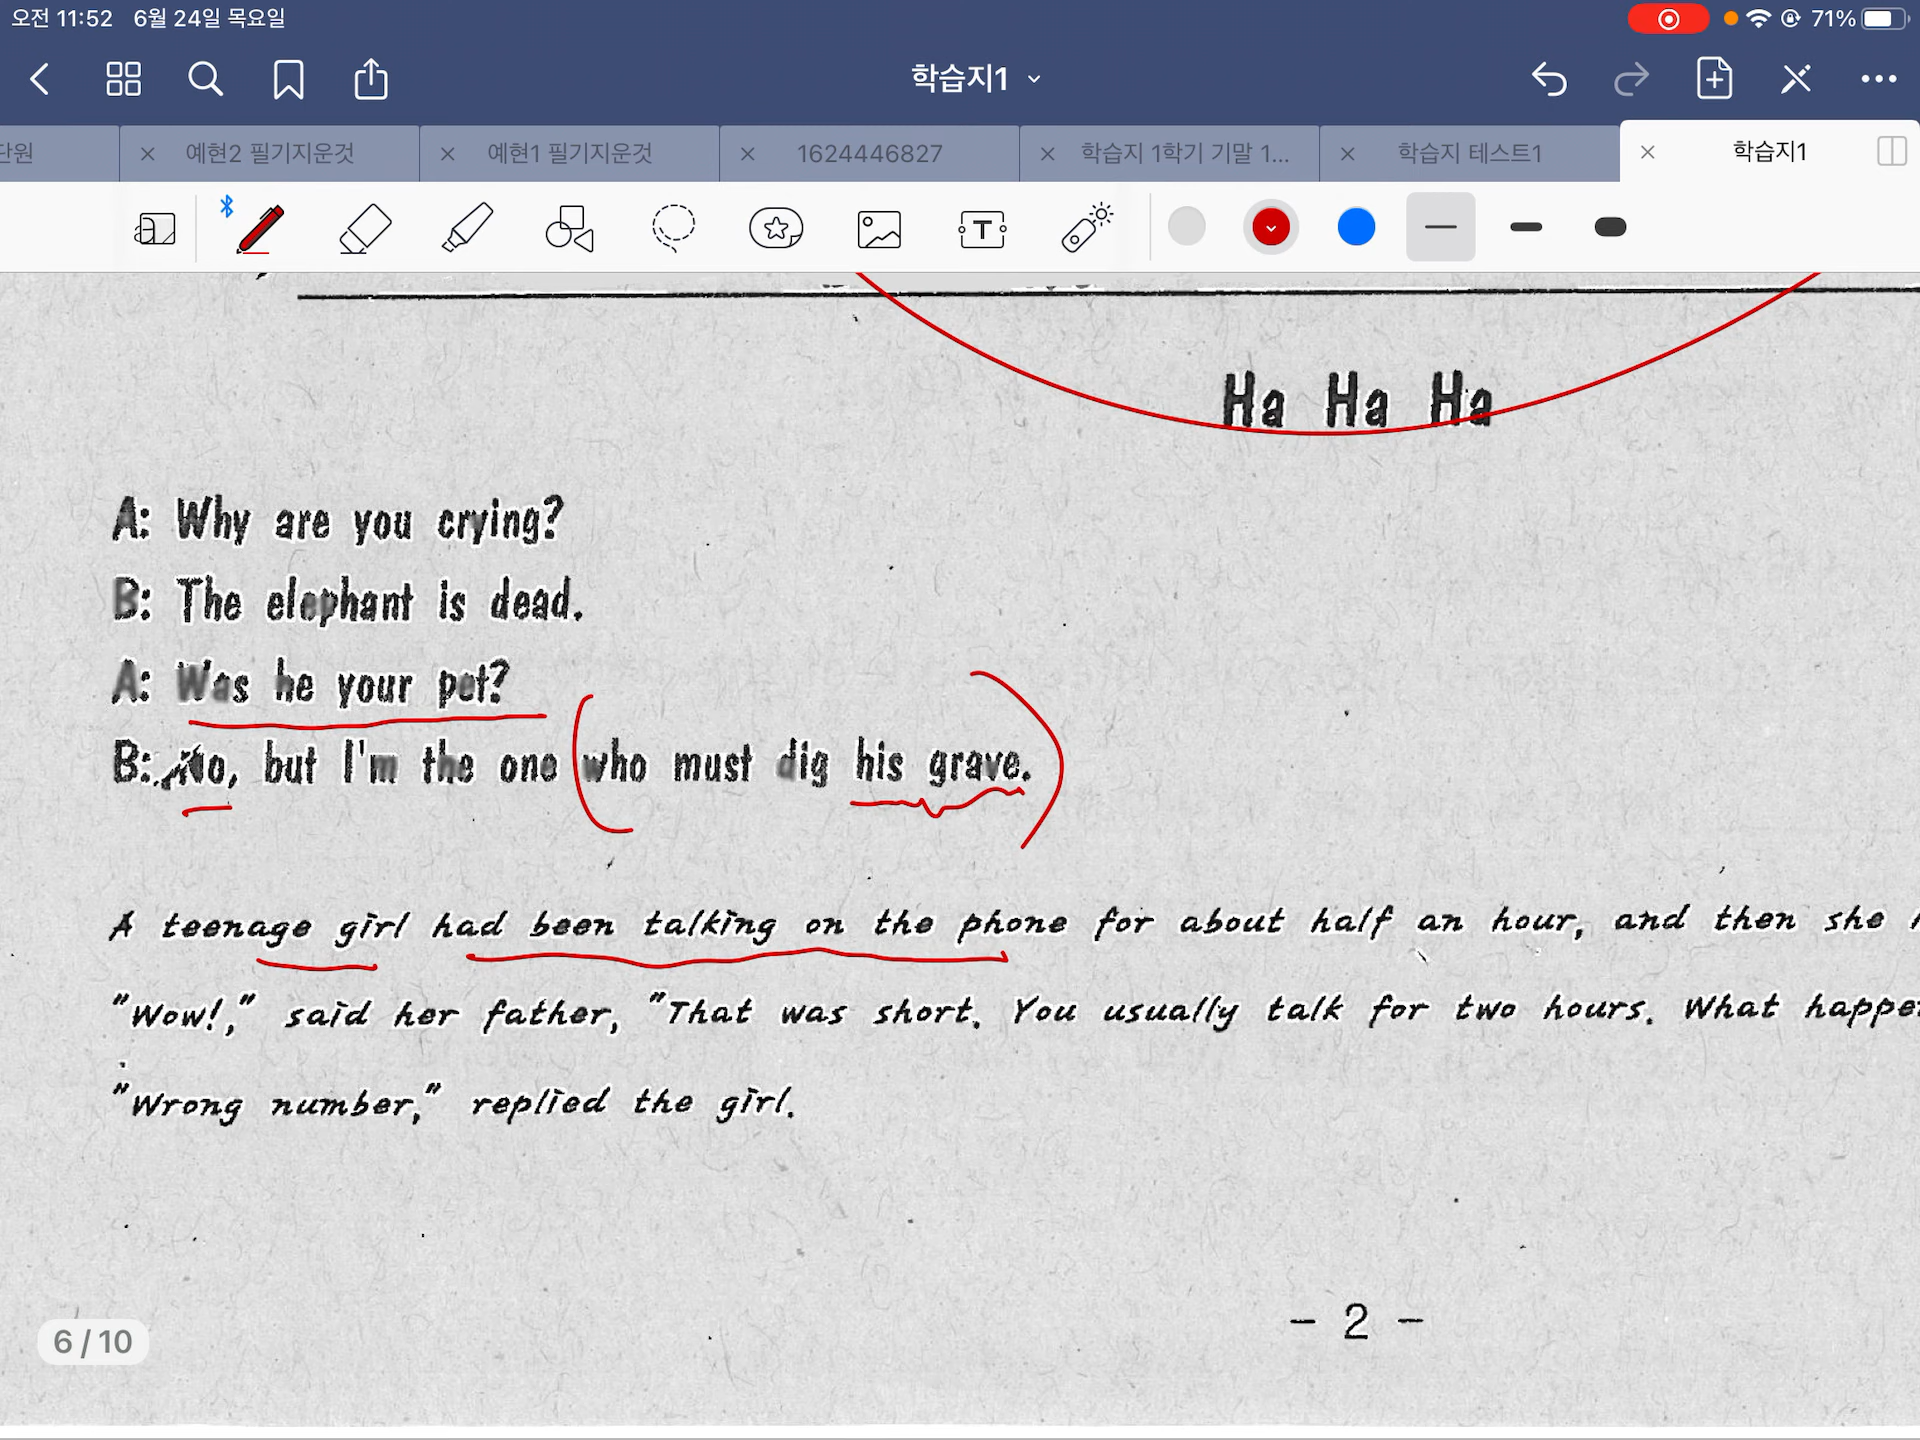 오전 11:52 6월 24일 목요일
71%
학습지1
단원
예현2 필기지운것
예현1 필기지운것
1624446827
학습지 1학기 기말 1...
학습지 테스트1
학습지1
Ha Ha Ha
A: Why are you crying?
B: The elephant is dead.
A: Was he your pet?
B: No, but I'm the one who must dig his grave.
A teenage girl had been talking on the phone for about half an hour, and then she
"Wow!," said her father, "That was short. You usually talk for two hours. What happe
"Wrong number," replied the girl.
- 2 -
6 / 10